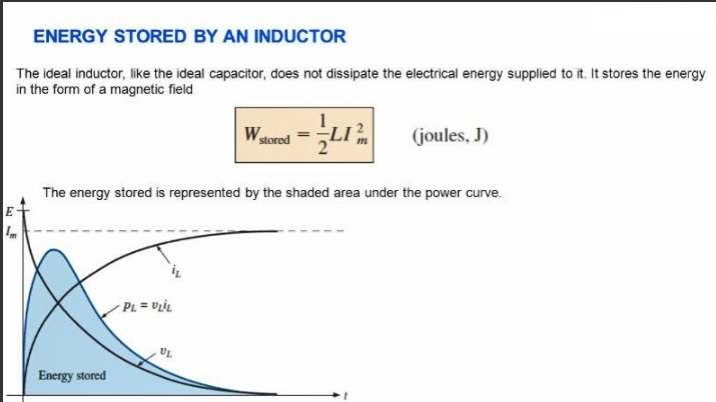 ENERGY STORED BY AN INDUCTOR
The ideal inductor, like the ideal capacitor, does not dissipate the electrical energy supplied to it. It stores the energy
in the form of a magnetic field
W_stored = 1/2 LI_m^2 (joules, J)
The energy stored is represented by the shaded area under the power curve.
E
I_m
i_L
p_L = v_L i_L
v_L
Energy stored
t